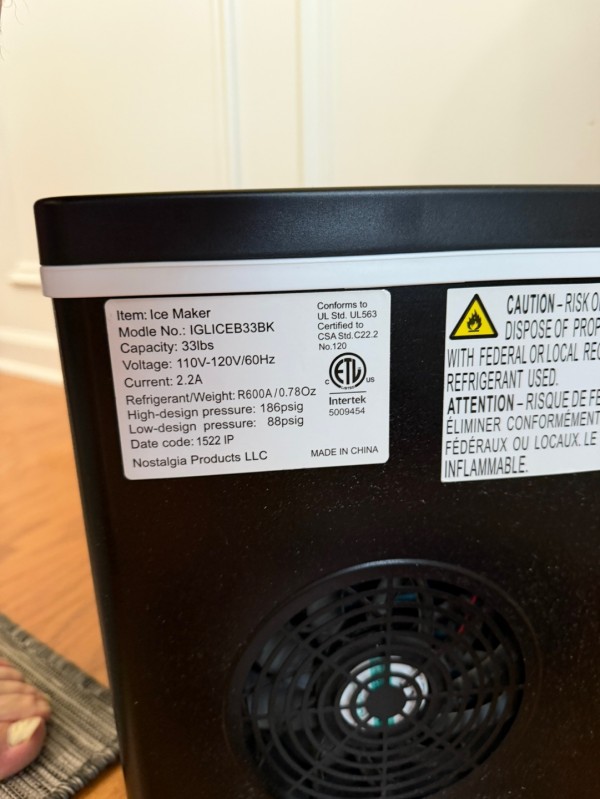 Item: Ice Maker
Modle No.: IGLICEB33BK
Capacity: 33lbs
Voltage: 110V-120V/60Hz
Current: 2.2A
Refrigerant/Weight: R600A/0.78Oz
High-design pressure: 186psig
Low-design pressure: 88psig
Date code: 1522 IP
Nostalgia Products LLC
Conforms to
UL Std. UL563
Certified to
CSA Std. C22.2
No.120
C ETL US
Intertek
5009454
MADE IN CHINA
CAUTION – RISK
DISPOSE OF
WITH FEDERAL OR LOCAL
REFRIGERANT USED.
ATTENTION – RISQUE DE
ÉLIMINER CONFORMÉMENT
FÉDÉRAUX OU LOCAUX. LE
INFLAMMABLE.